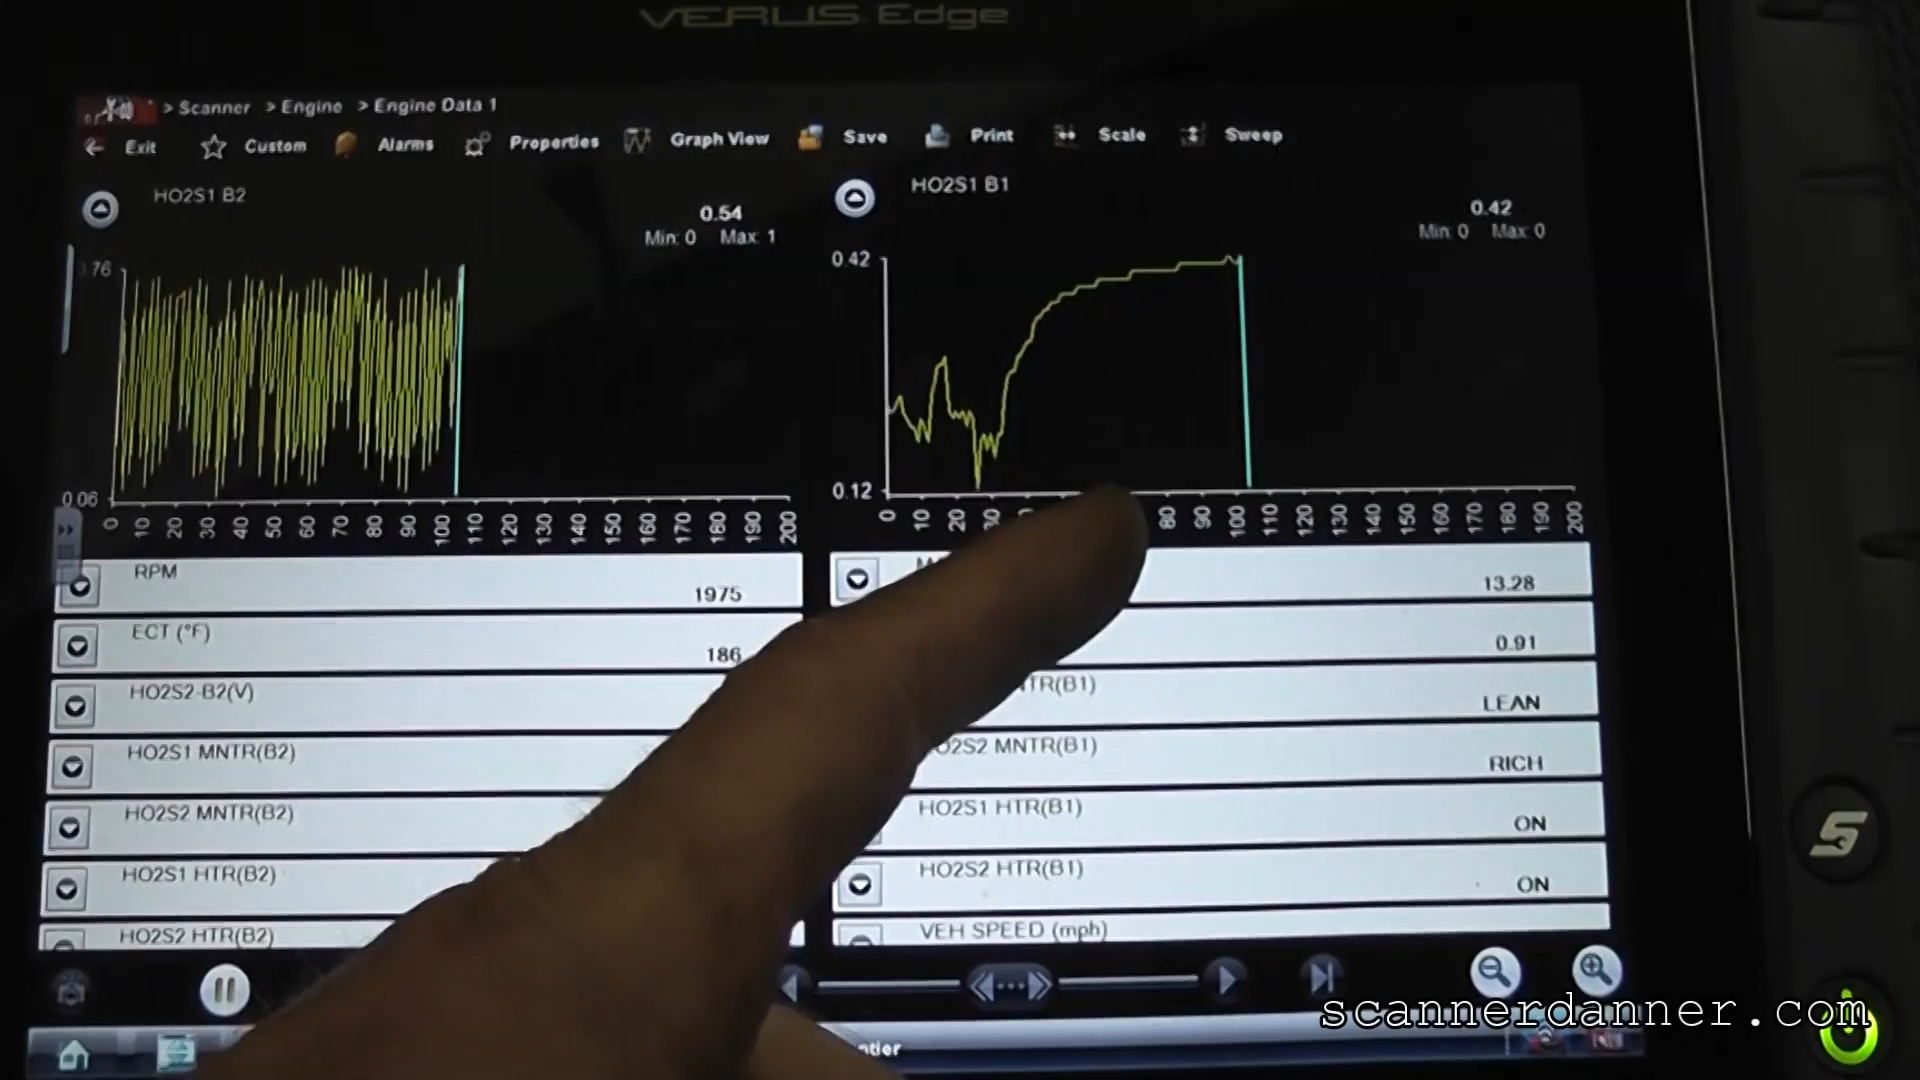 VERUS Edge
> Scanner > Engine > Engine Data 1
Exit Custom Alarms Properties Graph View Save Print Scale Sweep
HO2S1 B2
0.54
Min: 0 Max: 1
0.06
0 10 20 30 40 50 60 70 80 90 100 110 120 130 140 150 160 170 180 190 200
HO2S1 B1
0.42
Min: 0 Max: 0
0.42
0.12
0 10 20 30 80 90 100 110 120 130 140 150 160 170 180 190 200
RPM
1975
ECT (°F)
186
HO2S2-B2(V)
HO2S1 MNTR(B2)
HO2S2 MNTR(B2)
HO2S1 HTR(B2)
HO2S2 HTR(B2)
13.28
0.91
LEAN
HO2S2 MNTR(B1)
RICH
HO2S1 HTR(B1)
ON
HO2S2 HTR(B1)
ON
VEH SPEED (mph)
scannerdanner.com